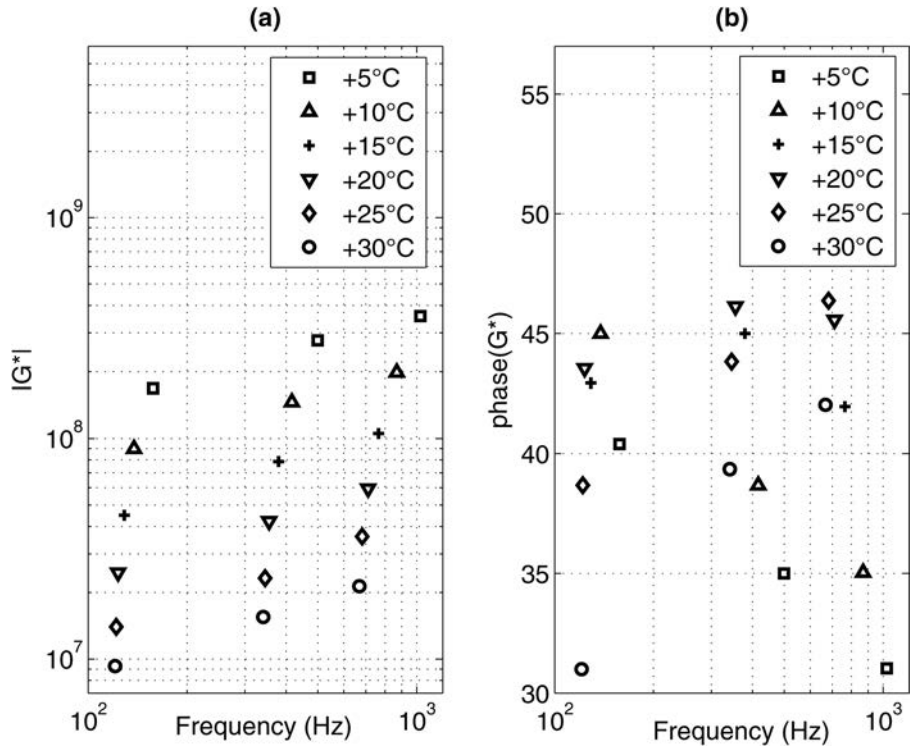 (a)
|G*|
10⁹
10⁸
10⁷
+5°C
+10°C
+15°C
+20°C
+25°C
+30°C
10²
10³
Frequency (Hz)
(b)
phase(G*)
55
50
45
40
35
30
+5°C
+10°C
+15°C
+20°C
+25°C
+30°C
10²
10³
Frequency (Hz)